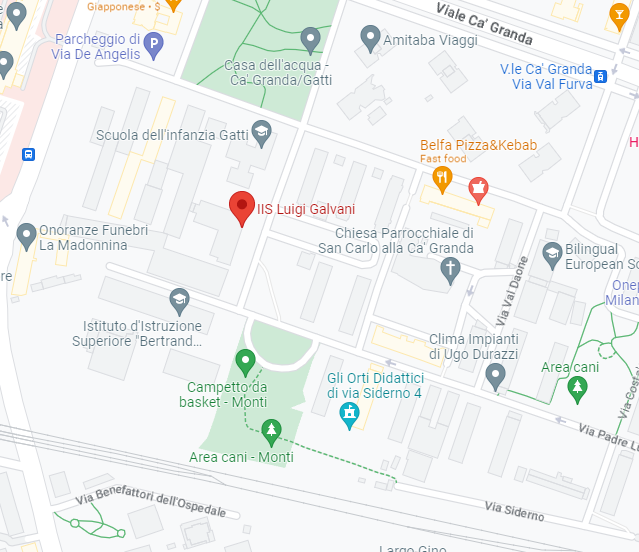 Giapponese • $
Viale Ca' Granda
Parcheggio di
Via De Angelis
P
Amitaba Viaggi
Casa dell'acqua -
Ca' Granda/Gatti
V.le Ca' Granda
Via Val Furva
Scuola dell'infanzia Gatti
Belfa Pizza&Kebab
Fast food
H
IIS Luigi Galvani
Onoranze Funebri
La Madonnina
Chiesa Parrocchiale di
San Carlo alla Ca' Granda
Bilingual
European Sc
re
Via Val Daone
Onep
Milan
Istituto d'Istruzione
Superiore "Bertrand...
Clima Impianti
di Ugo Durazzi
Area cani
Campetto da
basket - Monti
Gli Orti Didattici
di via Siderno 4
Via Costal
Via Padre Lu
Area cani - Monti
Via Benefattori dell'Ospedale
Via Siderno
Largo Gino